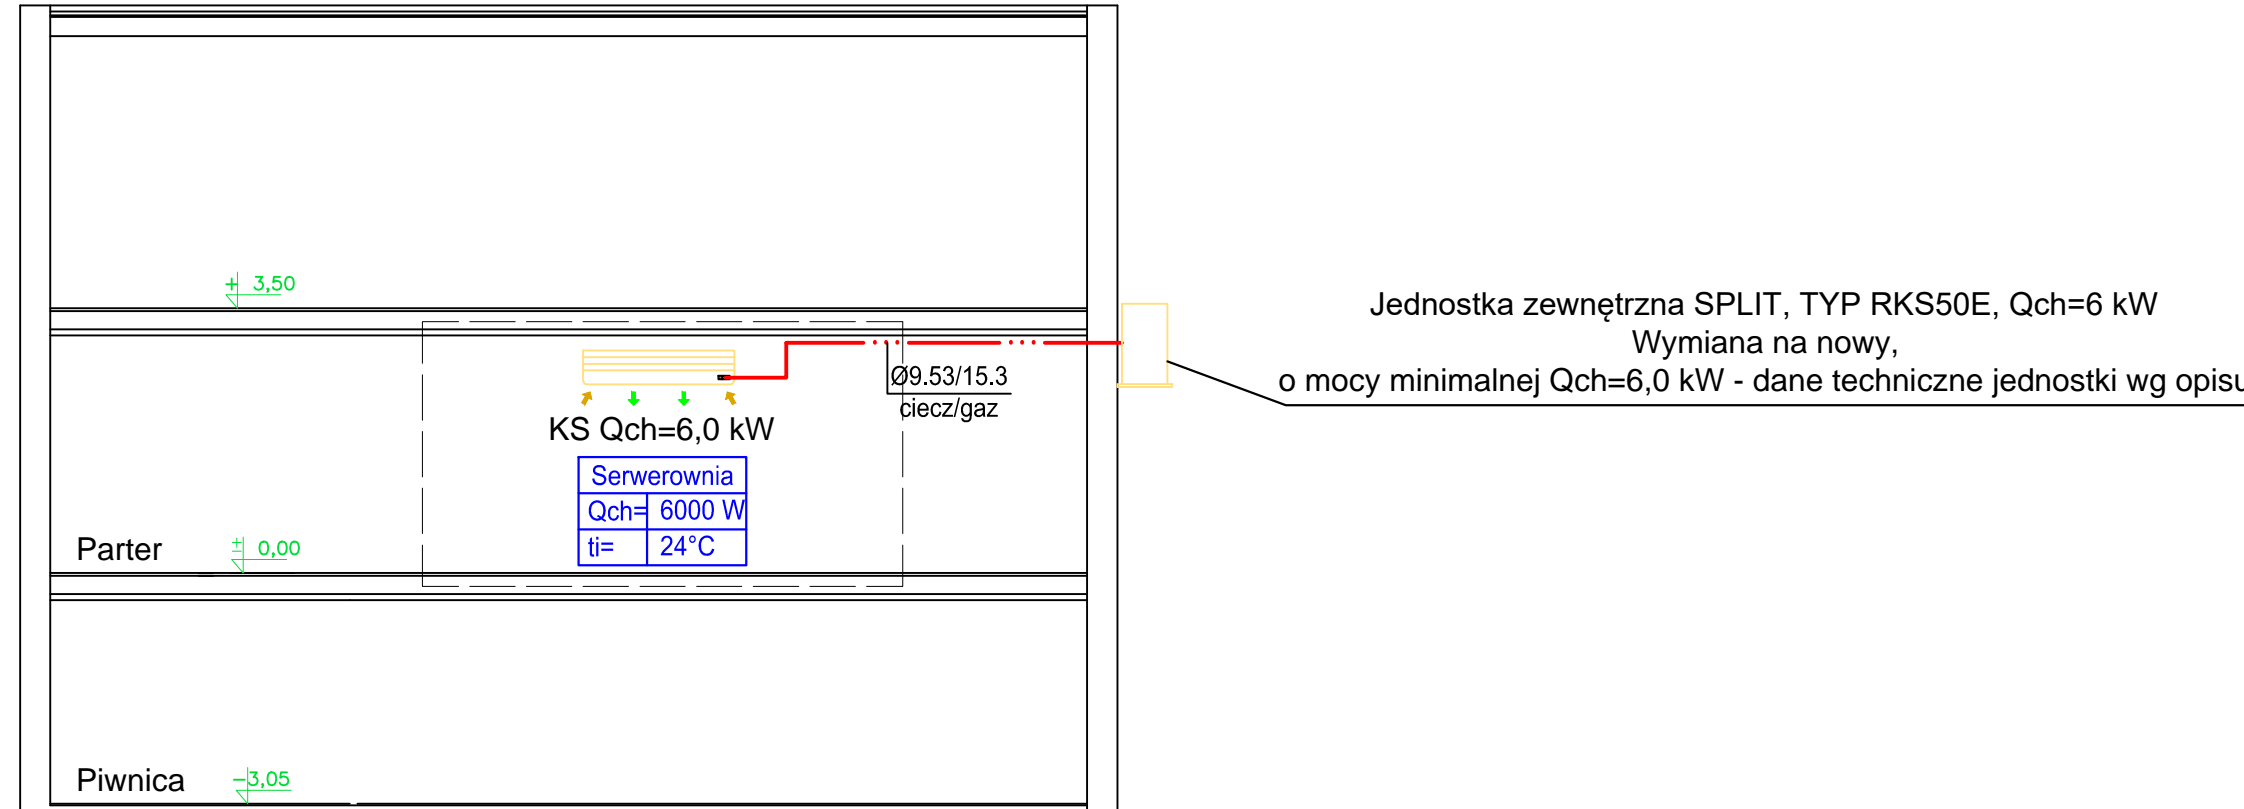 + 3,50
Jednostka zewnętrzna SPLIT, TYP RKS50E, Qch=6 kW
Wymiana na nowy,
o mocy minimalnej Qch=6,0 kW - dane techniczne jednostki wg opisu
Ø9.53/15.3
ciecz/gaz
KS Qch=6,0 kW
Serwerownia
Qch= 6000 W
ti= 24°C
Parter
± 0,00
Piwnica
-3,05